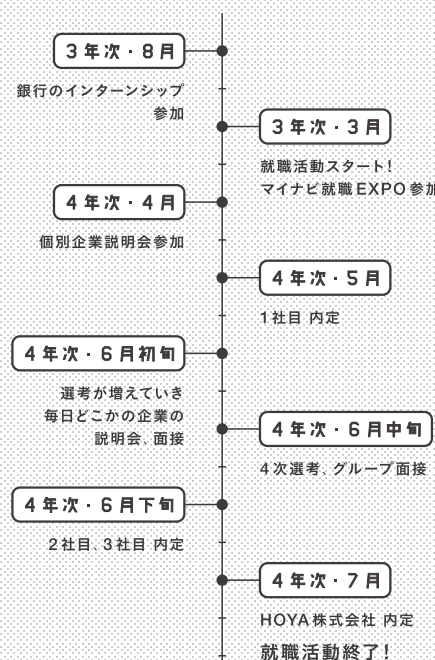 3年次・8月
銀行のインターンシップ
参加
3年次・3月
就職活動スタート!
マイナビ就職EXPO参加
4年次・4月
個別企業説明会参加
4年次・5月
1社目 内定
4年次・6月初旬
選考が増えていき
毎日どこかの企業の
説明会、面接
4年次・6月中旬
4次選考、グループ面接
4年次・6月下旬
2社目、3社目 内定
4年次・7月
HOYA株式会社 内定
就職活動終了!